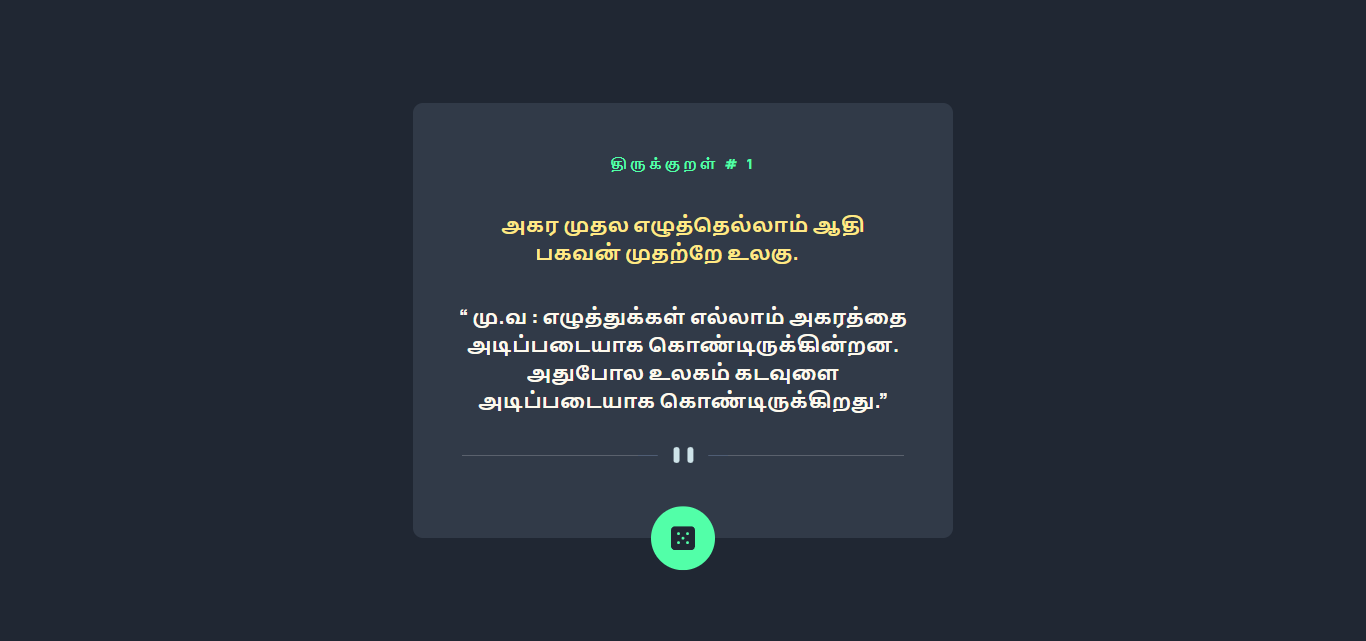 திருக்குறள் # 1
அகர முதல எழுத்தெல்லாம் ஆதி
பகவன் முதற்றே உலகு.
“ மு.வ : எழுத்துக்கள் எல்லாம் அகரத்தை
அடிப்படையாக கொண்டிருக்கின்றன.
அதுபோல உலகம் கடவுளை
அடிப்படையாக கொண்டிருக்கிறது.”